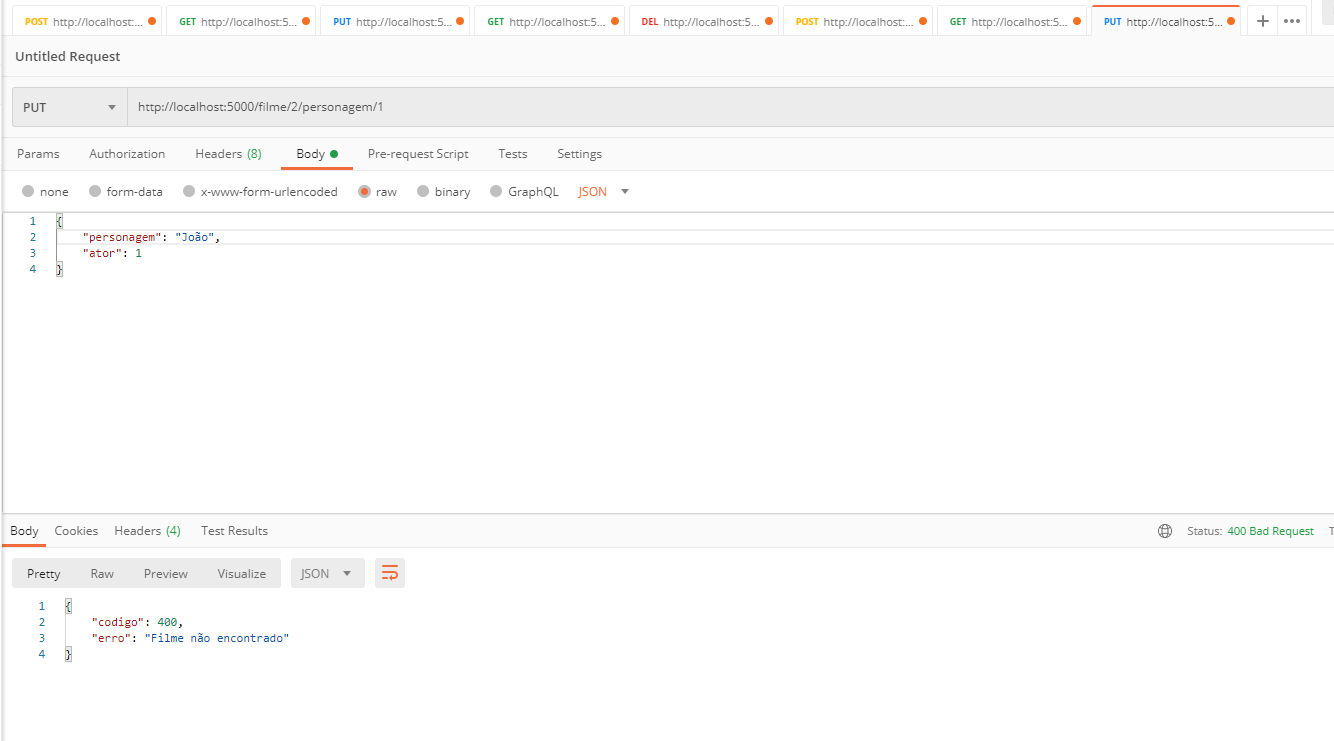 POST http://localhost:... GET http://localhost:5... PUT http://localhost:5... GET http://localhost:5... DEL http://localhost:5... POST http://localhost:... GET http://localhost:5... PUT http://localhost:5... + •••
Untitled Request
PUT http://localhost:5000/filme/2/personagem/1
Params Authorization Headers (8) Body Pre-request Script Tests Settings
none form-data x-www-form-urlencoded raw binary GraphQL JSON
1 {
2 "personagem": "João",
3 "ator": 1
4 }
Body Cookies Headers (4) Test Results Status: 400 Bad Request T
Pretty Raw Preview Visualize JSON
1 {
2 "codigo": 400,
3 "erro": "Filme não encontrado"
4 }